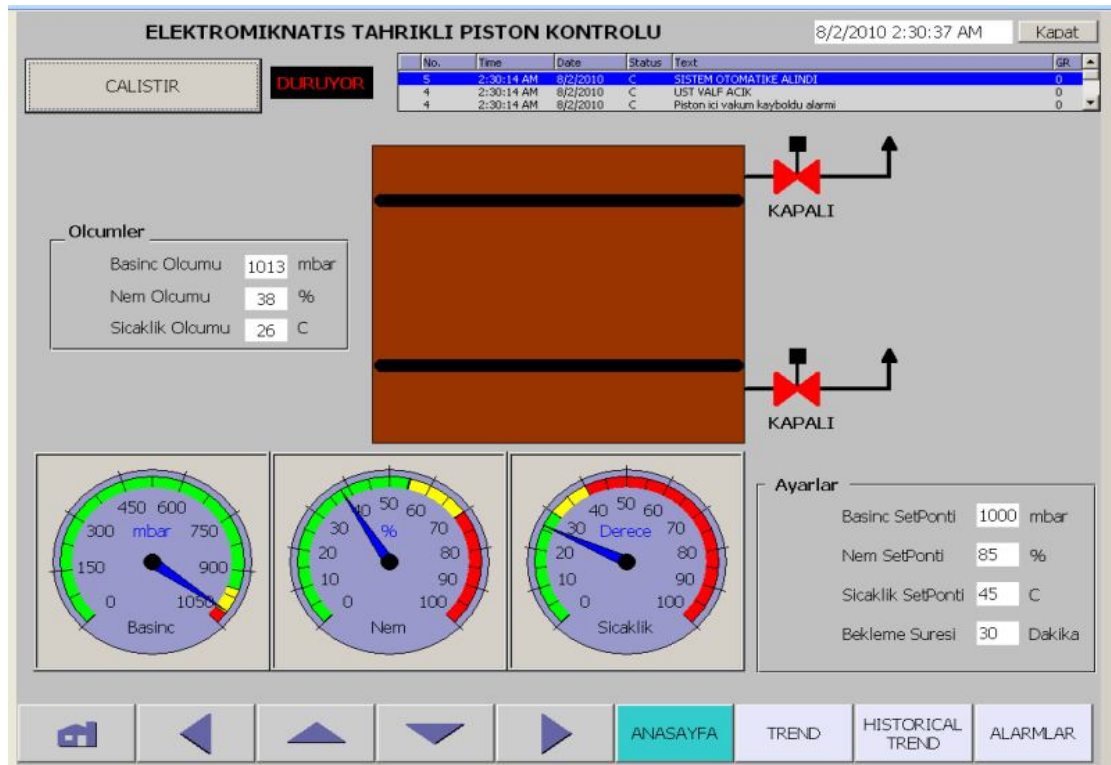 ELEKTROMIKNATIS TAHRIKLI PISTON KONTROLU
8/2/2010 2:30:37 AM
Kapat
CALISTIR
DURUYOR
No. Time Date Status Text GR
5 2:30:14 AM 8/2/2010 C SISTEM OTOMATIKE ALINDI 0
4 2:30:14 AM 8/2/2010 C UST VALF ACIK 0
4 2:30:14 AM 8/2/2010 C Piston ici vakum kayboldu alarmi 0
KAPALI
Olcumler
Basinc Olcumu 1013 mbar
Nem Olcumu 38 %
Sicaklik Olcumu 26 C
KAPALI
0 150 300 450 600 750 900 1050
mbar
Basinc
0 10 20 30 40 50 60 70 80 90 100
%
Nem
0 10 20 30 40 50 60 70 80 90 100
Derece
Sicaklik
Ayarlar
Basinc SetPonti 1000 mbar
Nem SetPonti 85 %
Sicaklik SetPonti 45 C
Bekleme Suresi 30 Dakika
ANASAYFA
TREND
HISTORICAL
TREND
ALARMLAR